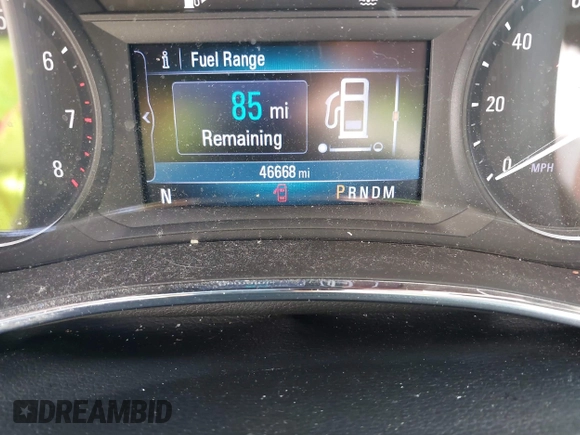 Fuel Range
85 mi
Remaining
46668 mi
N
PRNDM
6
7
8
40
20
0
MPH
DREAMBID